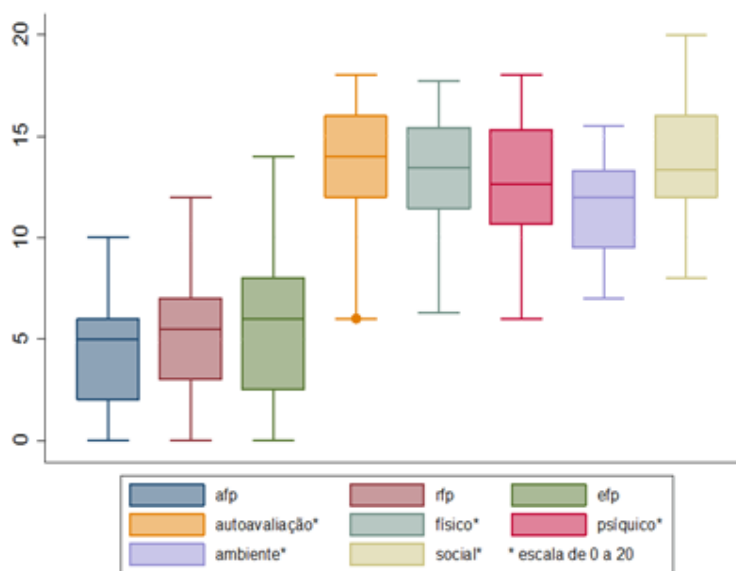 20
15
10
5
0
afp rfp efp
autoavaliação* físico* psíquico*
ambiente* social* * escala de 0 a 20